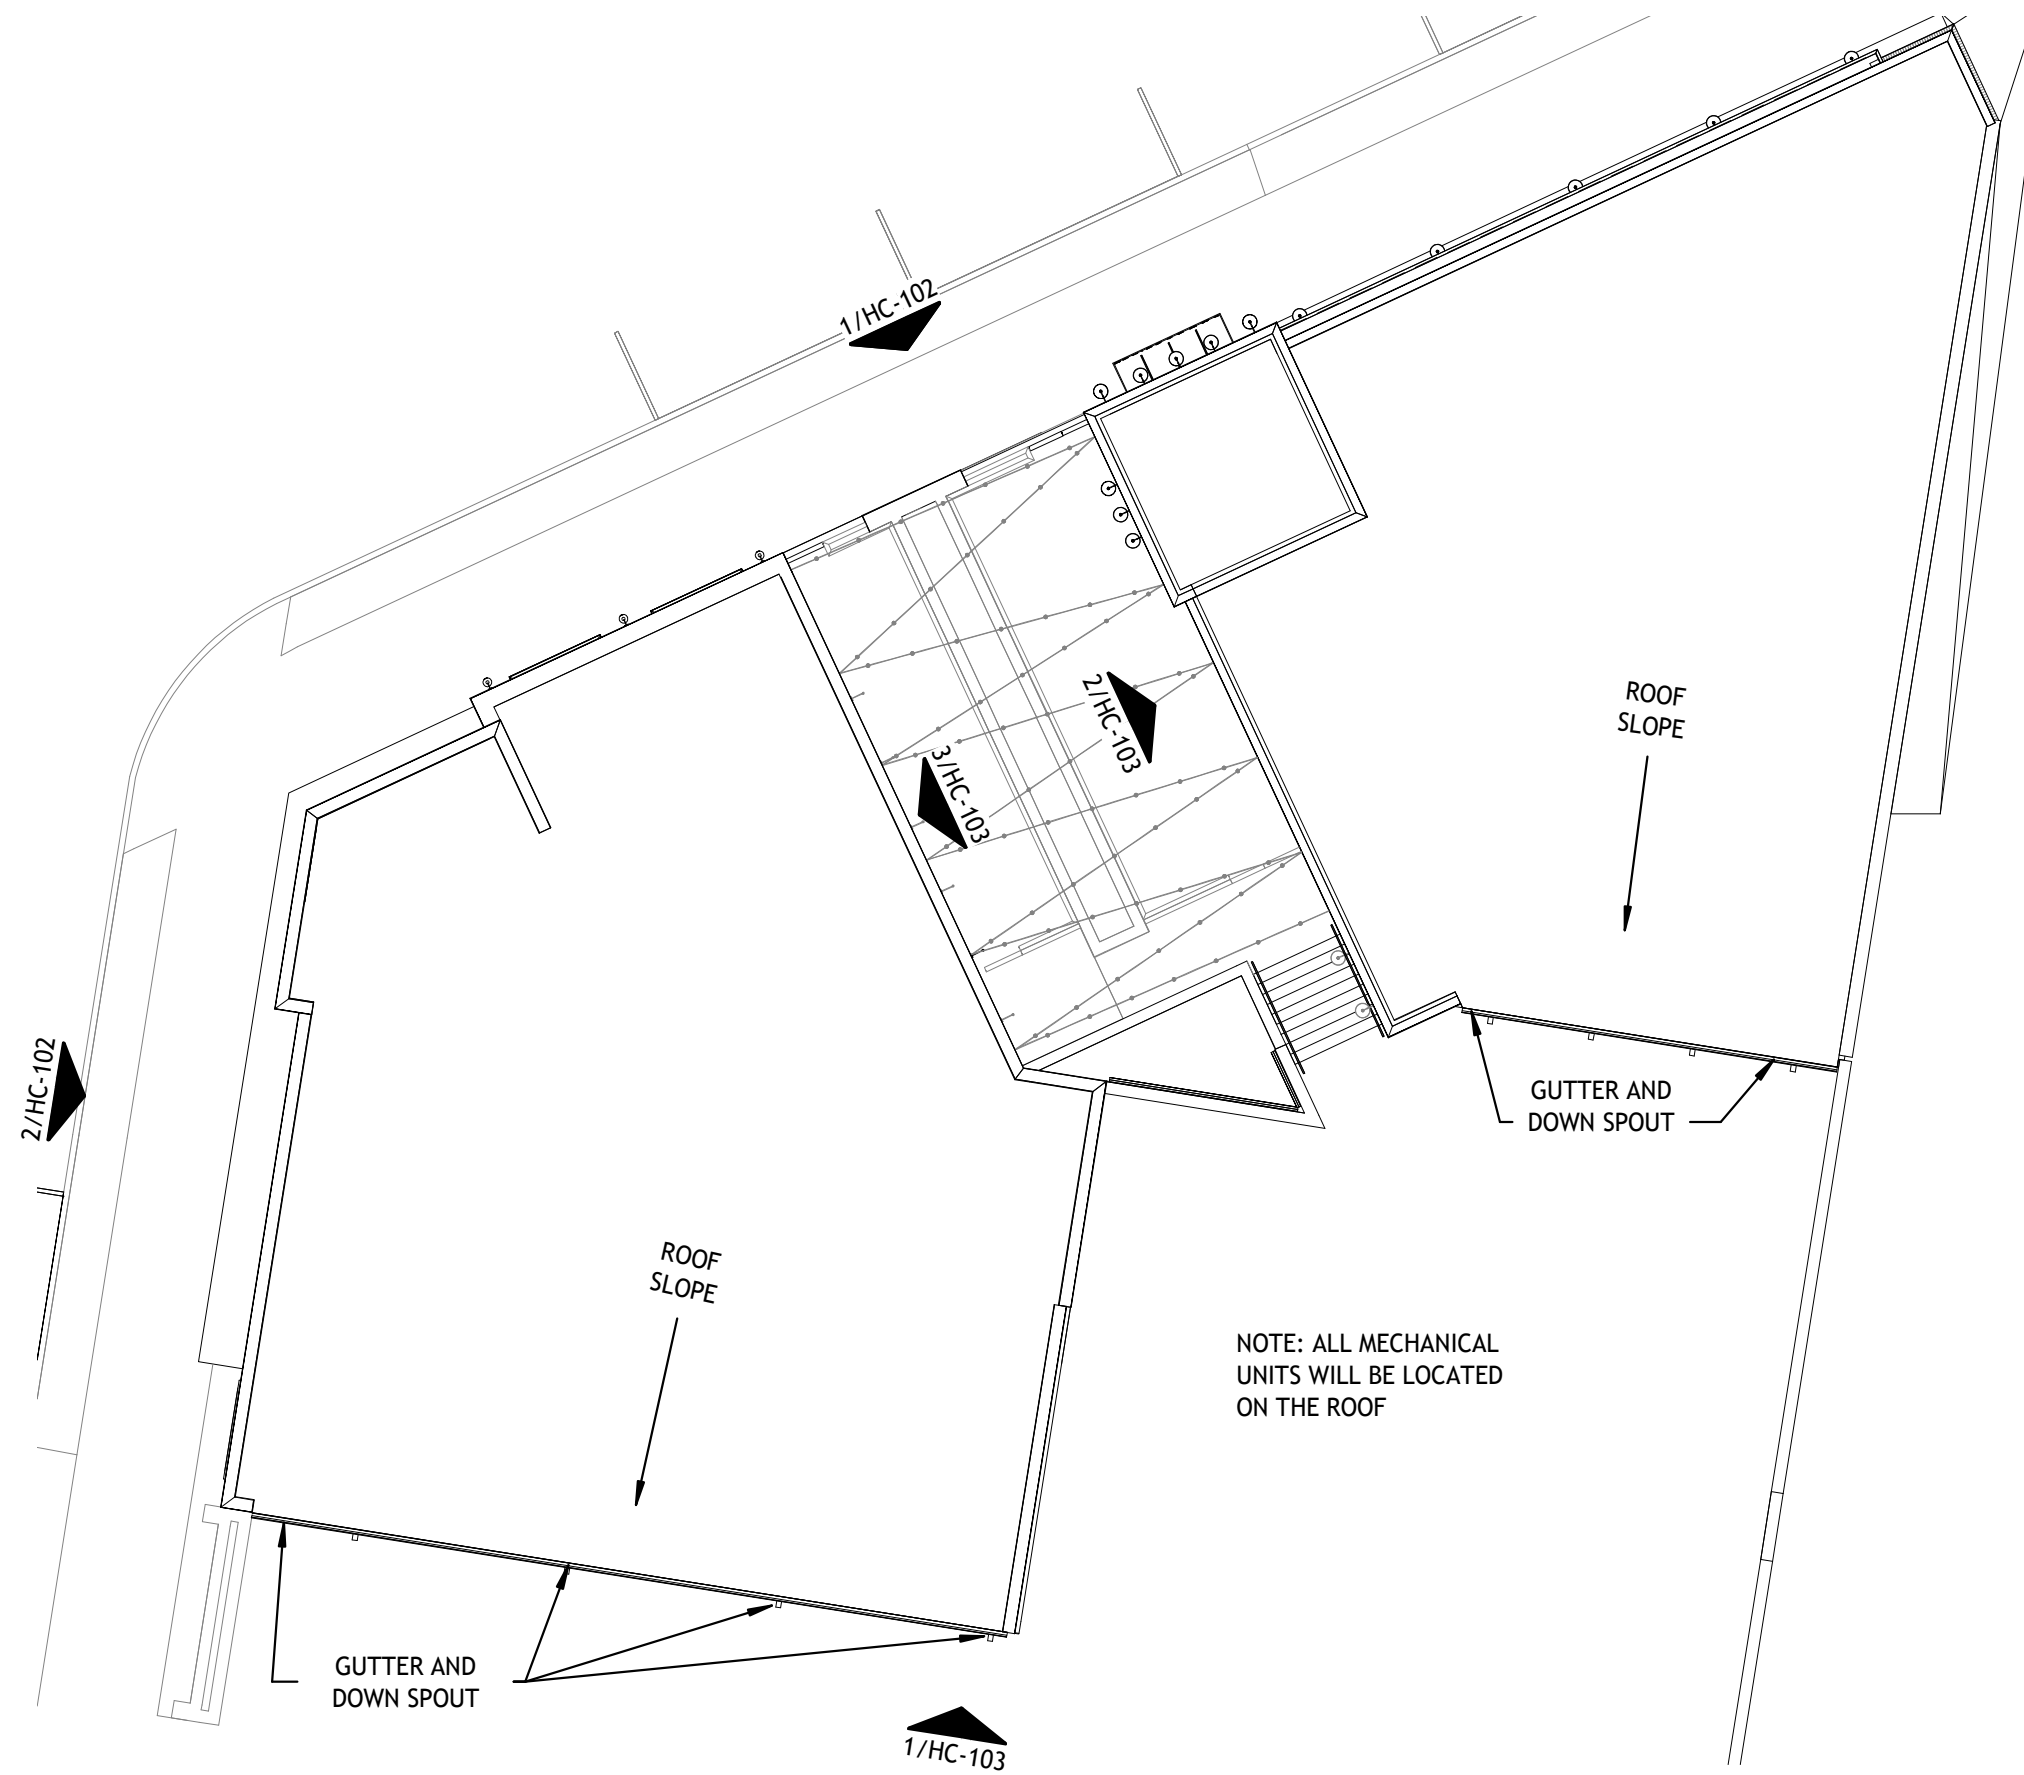 1/HC-102
2/HC-103
3/HC-103
ROOF
SLOPE
2/HC-102
GUTTER AND
DOWN SPOUT
ROOF
SLOPE
NOTE: ALL MECHANICAL
UNITS WILL BE LOCATED
ON THE ROOF
GUTTER AND
DOWN SPOUT
1/HC-103